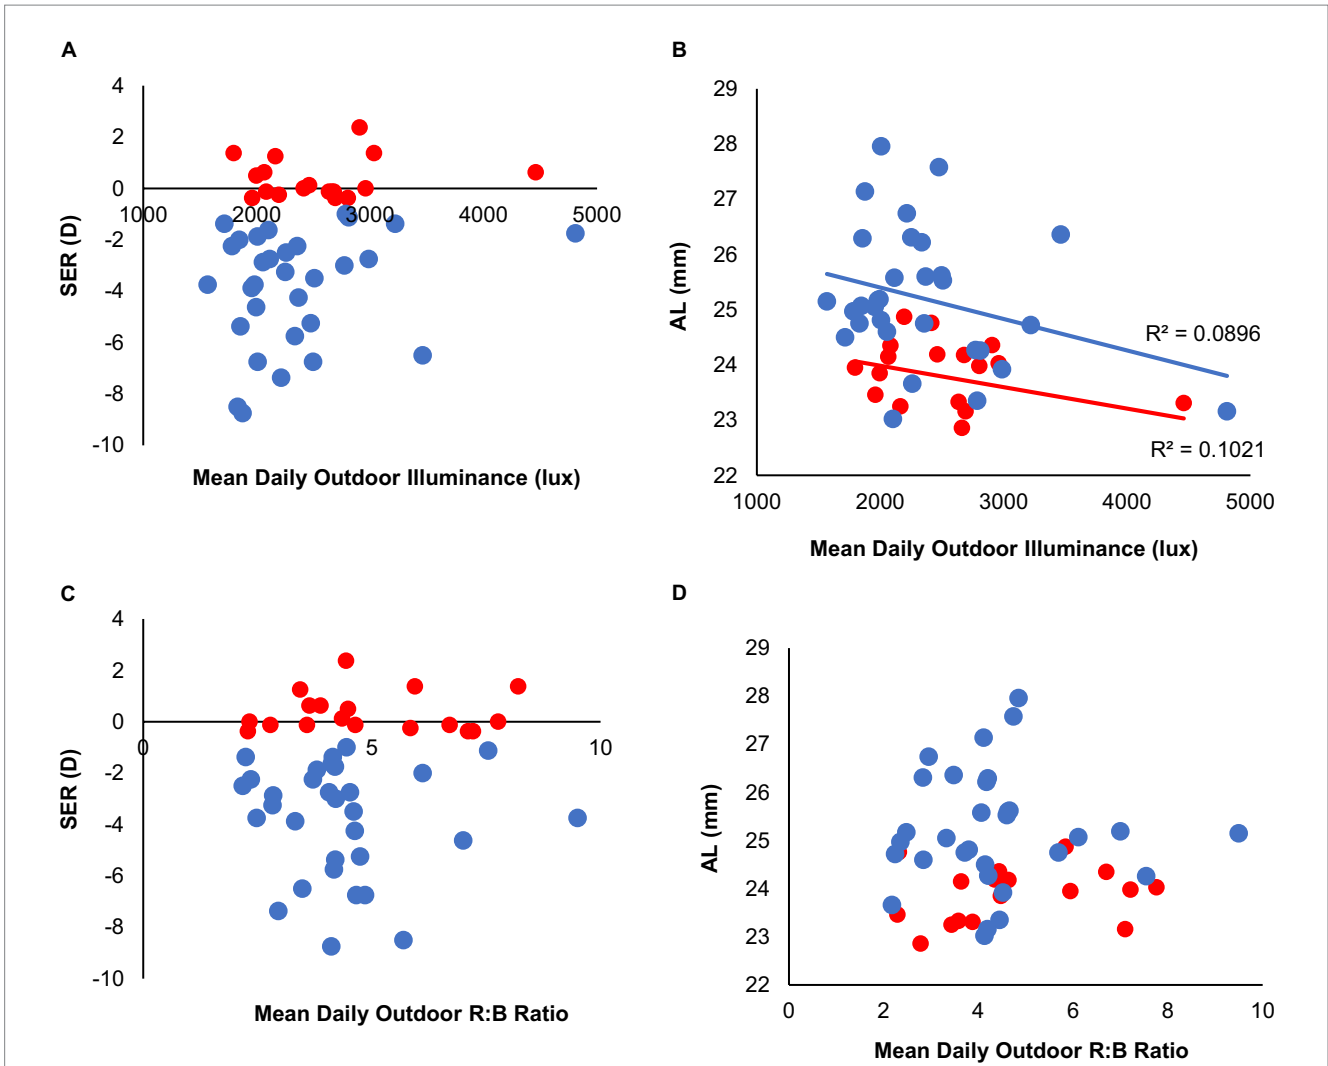 A
4
2
0
-2
-4
-6
-8
-10
1000 2000 3000 4000 5000
SER (D)
Mean Daily Outdoor Illuminance (lux)
B
29
28
27
26
25
24
23
22
1000 2000 3000 4000 5000
AL (mm)
R² = 0.0896
R² = 0.1021
Mean Daily Outdoor Illuminance (lux)
C
4
2
0
-2
-4
-6
-8
-10
0 5 10
SER (D)
Mean Daily Outdoor R:B Ratio
D
29
28
27
26
25
24
23
22
0 2 4 6 8 10
AL (mm)
Mean Daily Outdoor R:B Ratio